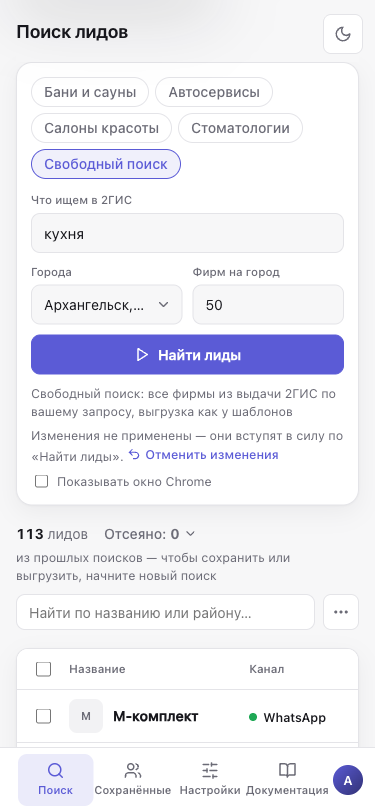 Поиск лидов
Бани и сауны
Автосервисы
Салоны красоты
Стоматологии
Свободный поиск
Что ищем в 2ГИС
кухня
Города
Фирм на город
Архангельск,...
50
Найти лиды
Свободный поиск: все фирмы из выдачи 2ГИС по
вашему запросу, выгрузка как у шаблонов
Изменения не применены — они вступят в силу по
«Найти лиды». Отменить изменения
Показывать окно Chrome
113 лидов Отсеяно: 0
из прошлых поисков — чтобы сохранить или
выгрузить, начните новый поиск
Найти по названию или району...
Название
Канал
М
М-комплект
WhatsApp
Поиск
Сохранённые
Настройки
Документация
A